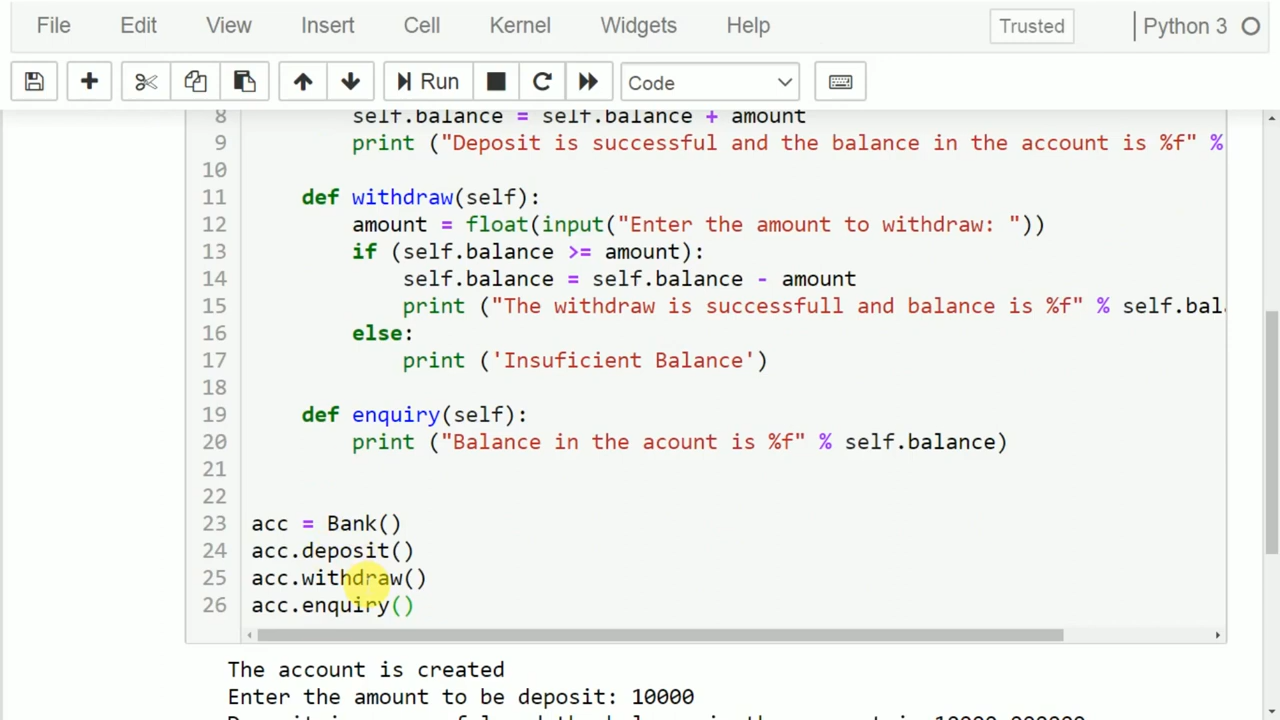 File Edit View Insert Cell Kernel Widgets Help Trusted Python 3
Run Code
8 self.balance = self.balance + amount
9 print ("Deposit is successful and the balance in the account is %f" %
10
11 def withdraw(self):
12 amount = float(input("Enter the amount to withdraw: "))
13 if (self.balance >= amount):
14 self.balance = self.balance - amount
15 print ("The withdraw is successfull and balance is %f" % self.bal
16 else:
17 print ('Insuficient Balance')
18
19 def enquiry(self):
20 print ("Balance in the acount is %f" % self.balance)
21
22
23 acc = Bank()
24 acc.deposit()
25 acc.withdraw()
26 acc.enquiry()
The account is created
Enter the amount to be deposit: 10000